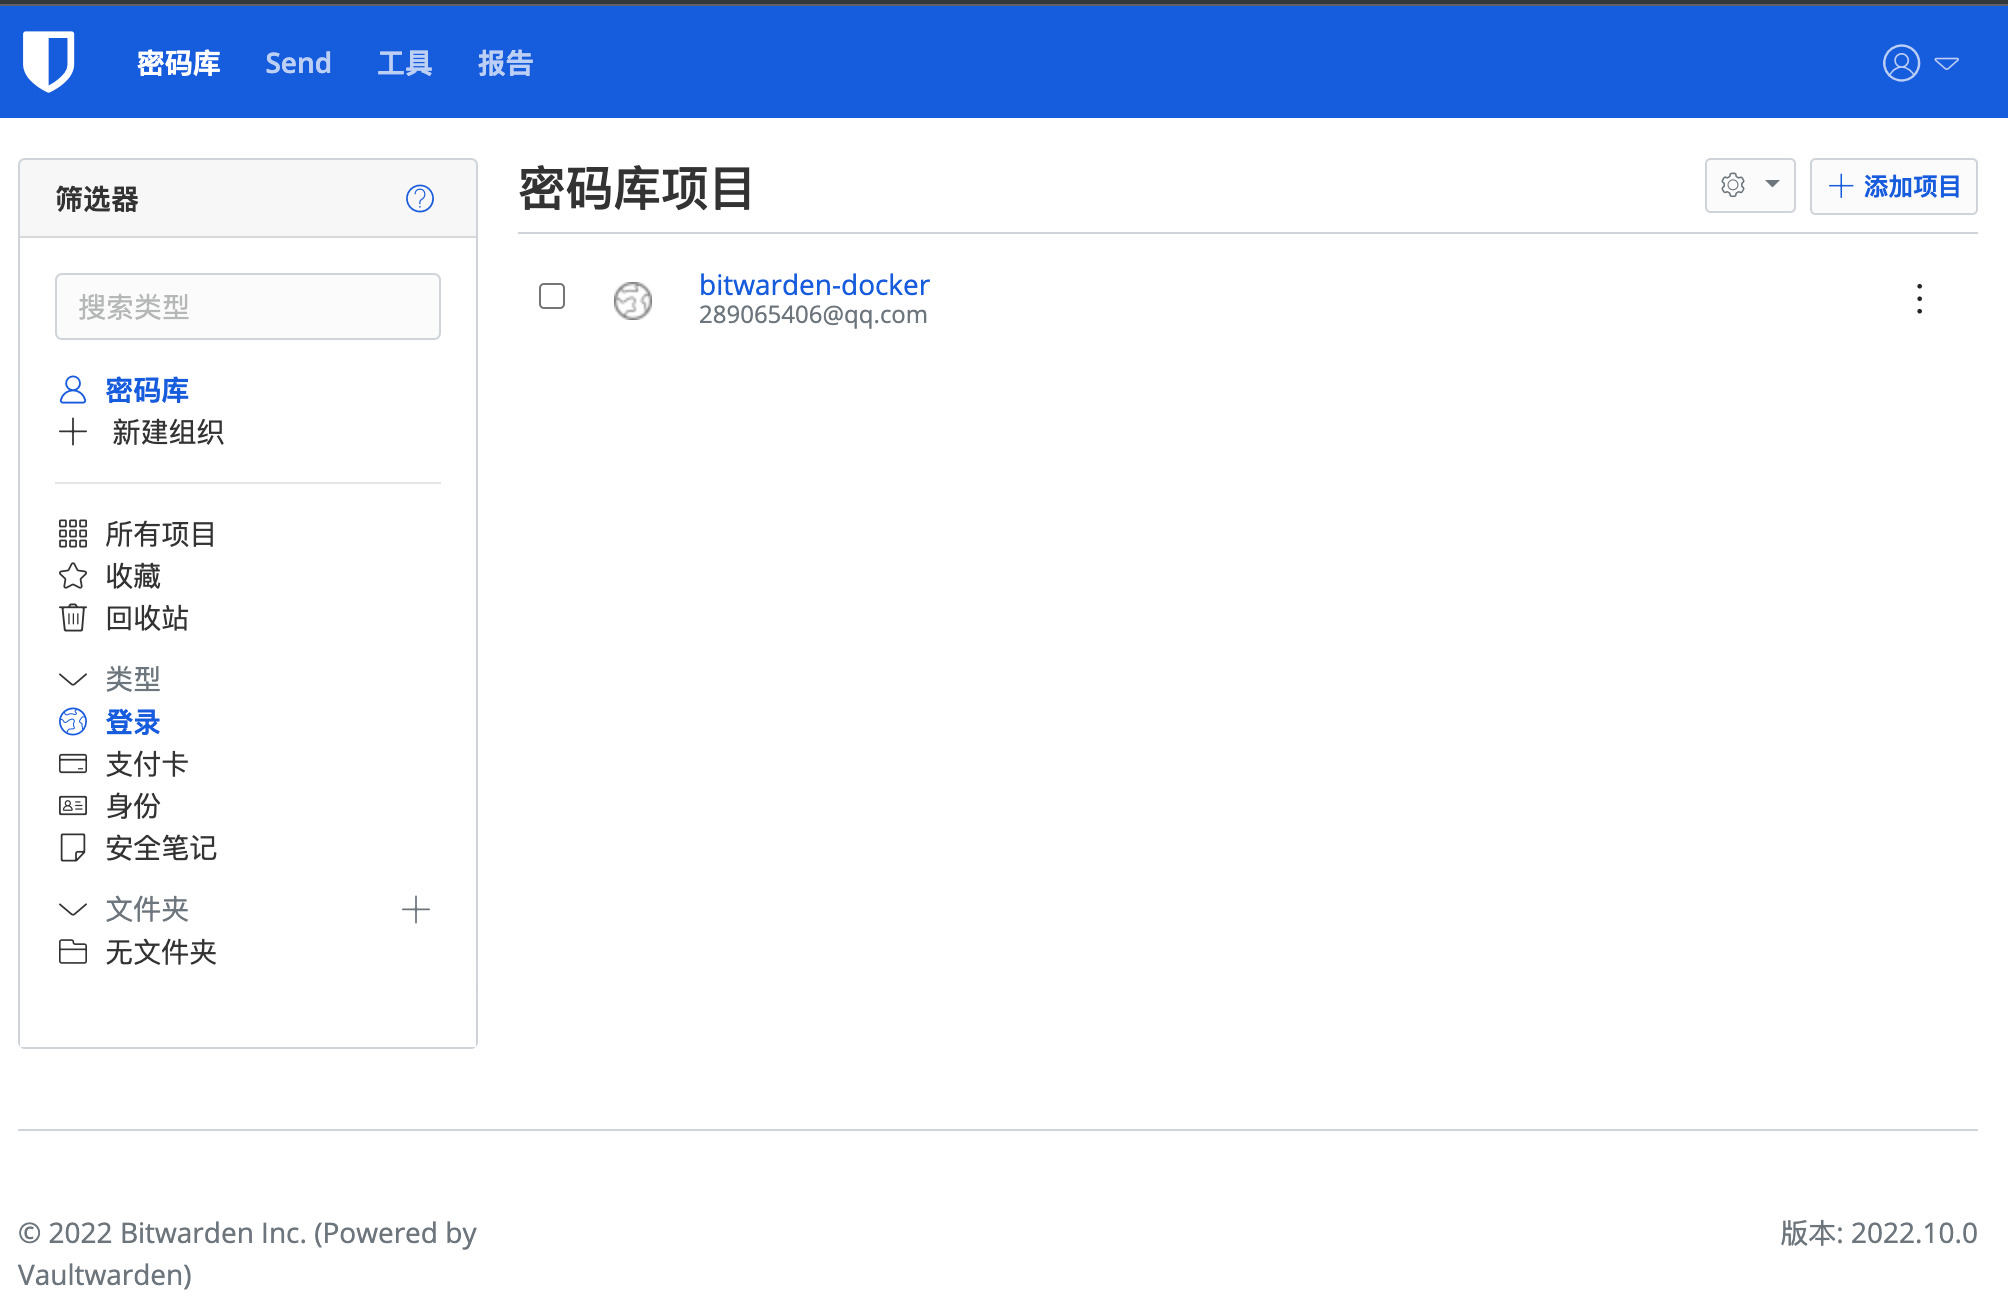 密码库 Send 工具 报告
筛选器
搜索类型
密码库
新建组织
所有项目
收藏
回收站
类型
登录
支付卡
身份
安全笔记
文件夹
无文件夹
密码库项目
添加项目
bitwarden-docker
289065406@qq.com
© 2022 Bitwarden Inc. (Powered by
Vaultwarden)
版本: 2022.10.0